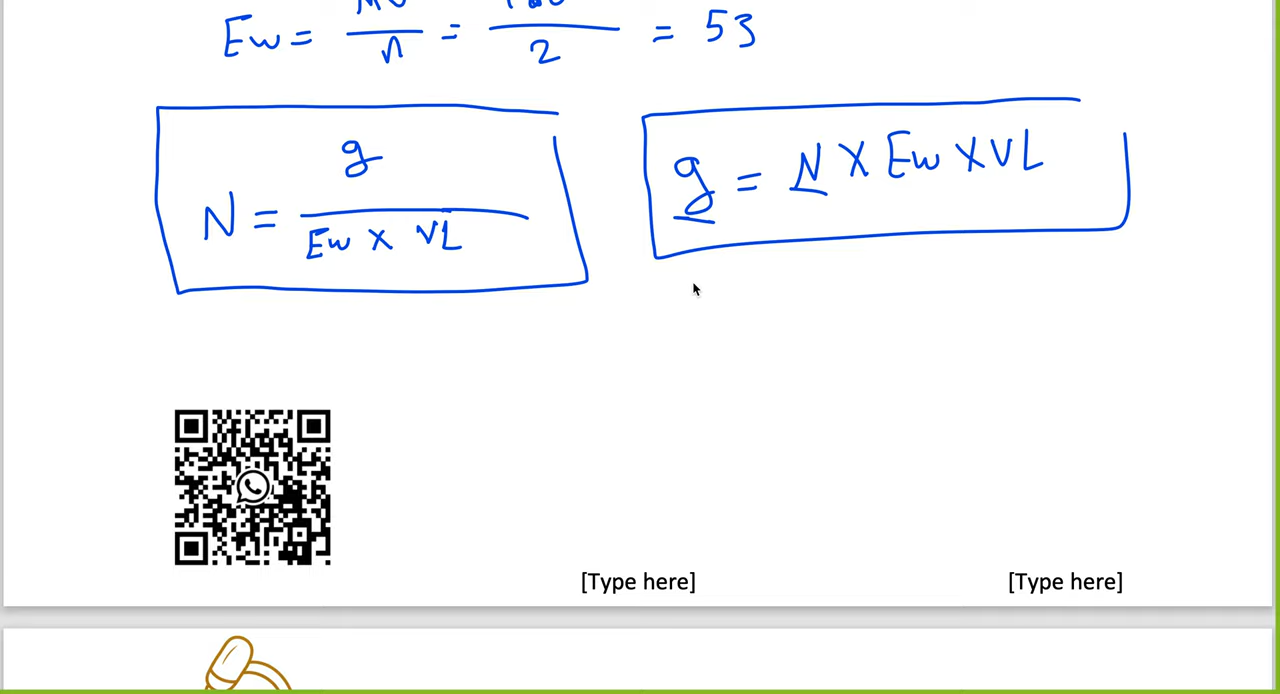 Ew = / n = / 2 = 53
N = g / Ew x VL
g = N x Ew x VL
[Type here] [Type here]